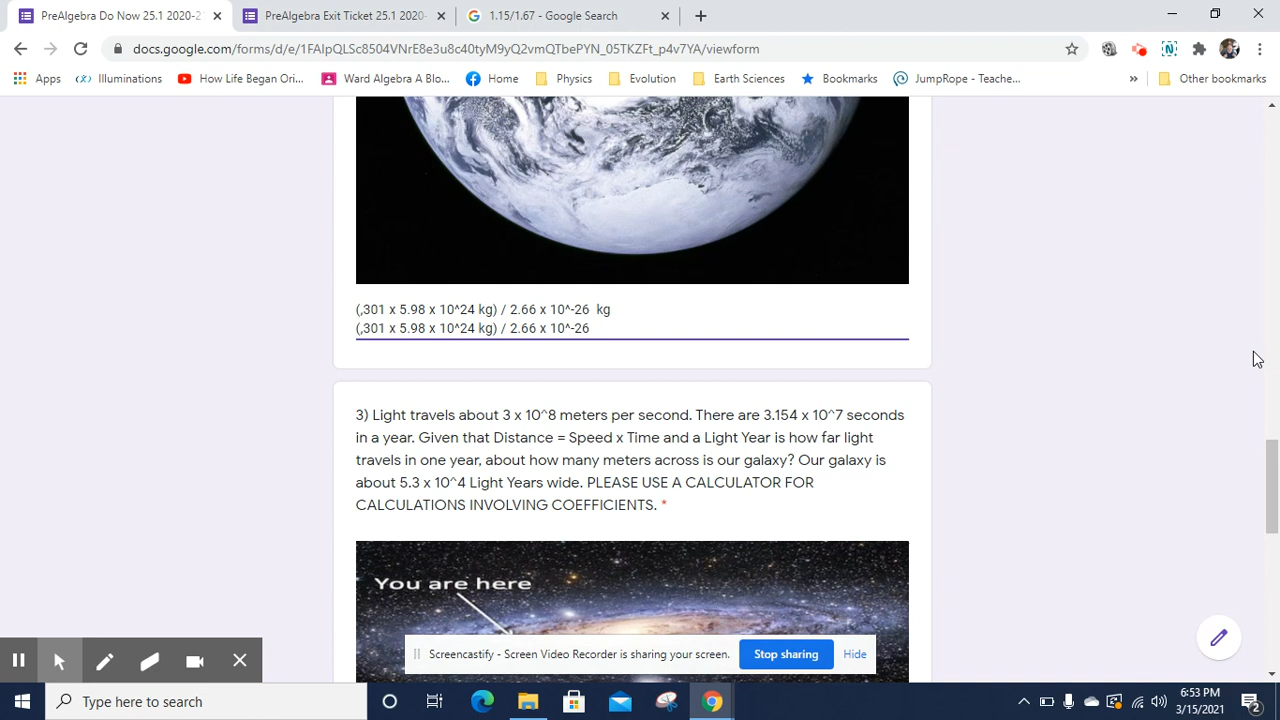 PreAlgebra Do Now 25.1 2020-2
PreAlgebra Exit Ticket 25.1 2020-
1.15/1.67 - Google Search
docs.google.com/forms/d/e/1FAIpQLSc8504VNrE8e3u8c40tyM9yQ2vmQTbePYN_05TKZFt_p4v7YA/viewform
Apps
Illuminations
How Life Began Ori...
Ward Algebra A Blo...
Home
Physics
Evolution
Earth Sciences
Bookmarks
JumpRope - Teache...
Other bookmarks
(,301 x 5.98 x 10^24 kg) / 2.66 x 10^-26 kg
(,301 x 5.98 x 10^24 kg) / 2.66 x 10^-26
3) Light travels about 3 x 10^8 meters per second. There are 3.154 x 10^7 seconds
in a year. Given that Distance = Speed x Time and a Light Year is how far light
travels in one year, about how many meters across is our galaxy? Our galaxy is
about 5.3 x 10^4 Light Years wide. PLEASE USE A CALCULATOR FOR
CALCULATIONS INVOLVING COEFFICIENTS. *
You are here
Screencastify - Screen Video Recorder is sharing your screen.
Stop sharing
Hide
Type here to search
6:53 PM
3/15/2021
2